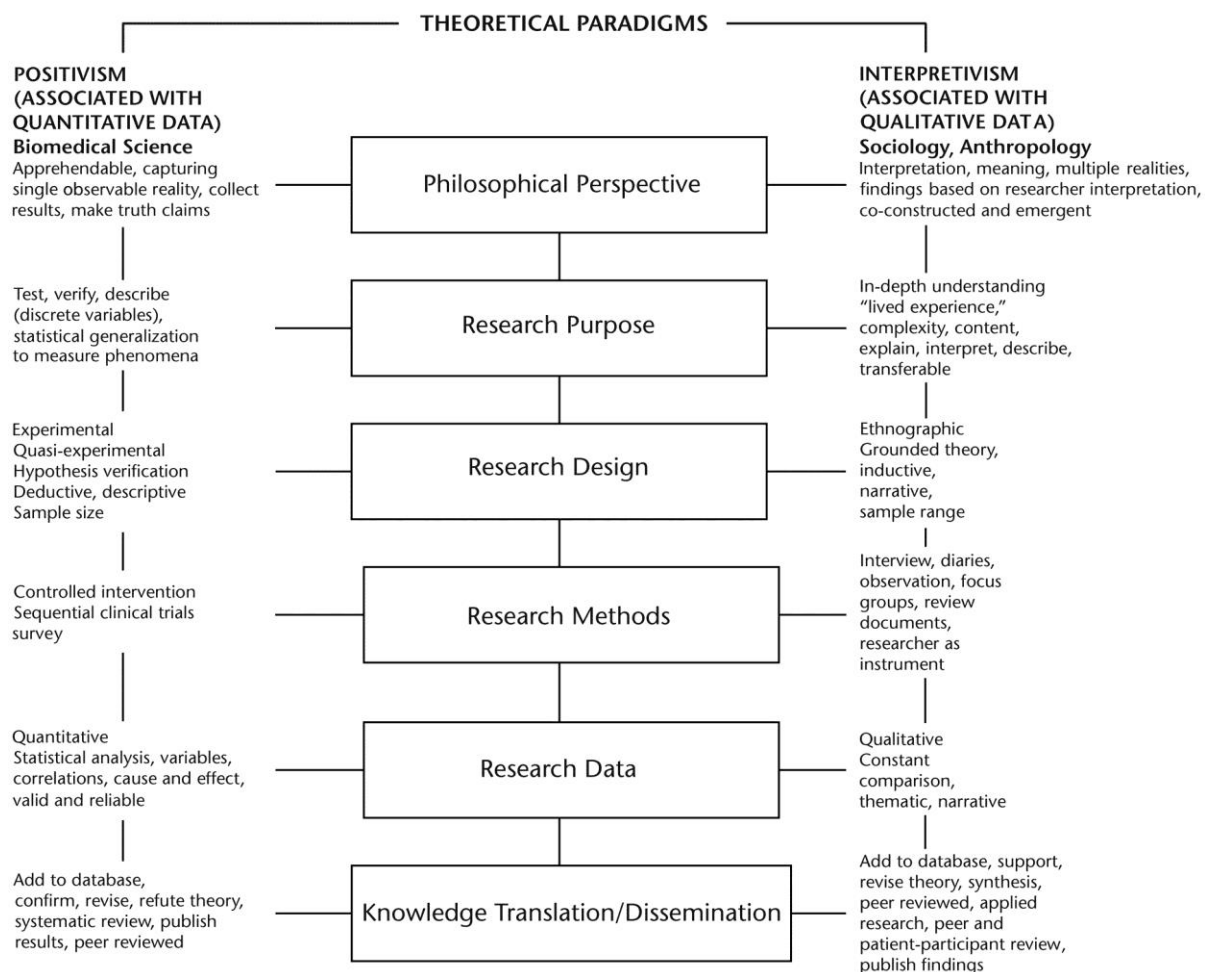 THEORETICAL PARADIGMS
POSITIVISM
(ASSOCIATED WITH
QUANTITATIVE DATA)
Biomedical Science
Apprehendable, capturing
single observable reality, collect
results, make truth claims
Philosophical Perspective
INTERPRETIVISM
(ASSOCIATED WITH
QUALITATIVE DATA)
Sociology, Anthropology
Interpretation, meaning, multiple realities,
findings based on researcher interpretation,
co-constructed and emergent
Test, verify, describe
(discrete variables),
statistical generalization
to measure phenomena
Research Purpose
In-depth understanding
“lived experience,”
complexity, content,
explain, interpret, describe,
transferable
Experimental
Quasi-experimental
Hypothesis verification
Deductive, descriptive
Sample size
Research Design
Ethnographic
Grounded theory,
inductive,
narrative,
sample range
Controlled intervention
Sequential clinical trials
survey
Research Methods
Interview, diaries,
observation, focus
groups, review
documents,
researcher as
instrument
Quantitative
Statistical analysis, variables,
correlations, cause and effect,
valid and reliable
Research Data
Qualitative
Constant
comparison,
thematic, narrative
Add to database,
confirm, revise, refute theory,
systematic review, publish
results, peer reviewed
Knowledge Translation/Dissemination
Add to database, support,
revise theory, synthesis,
peer reviewed, applied
research, peer and
patient-participant review,
publish findings